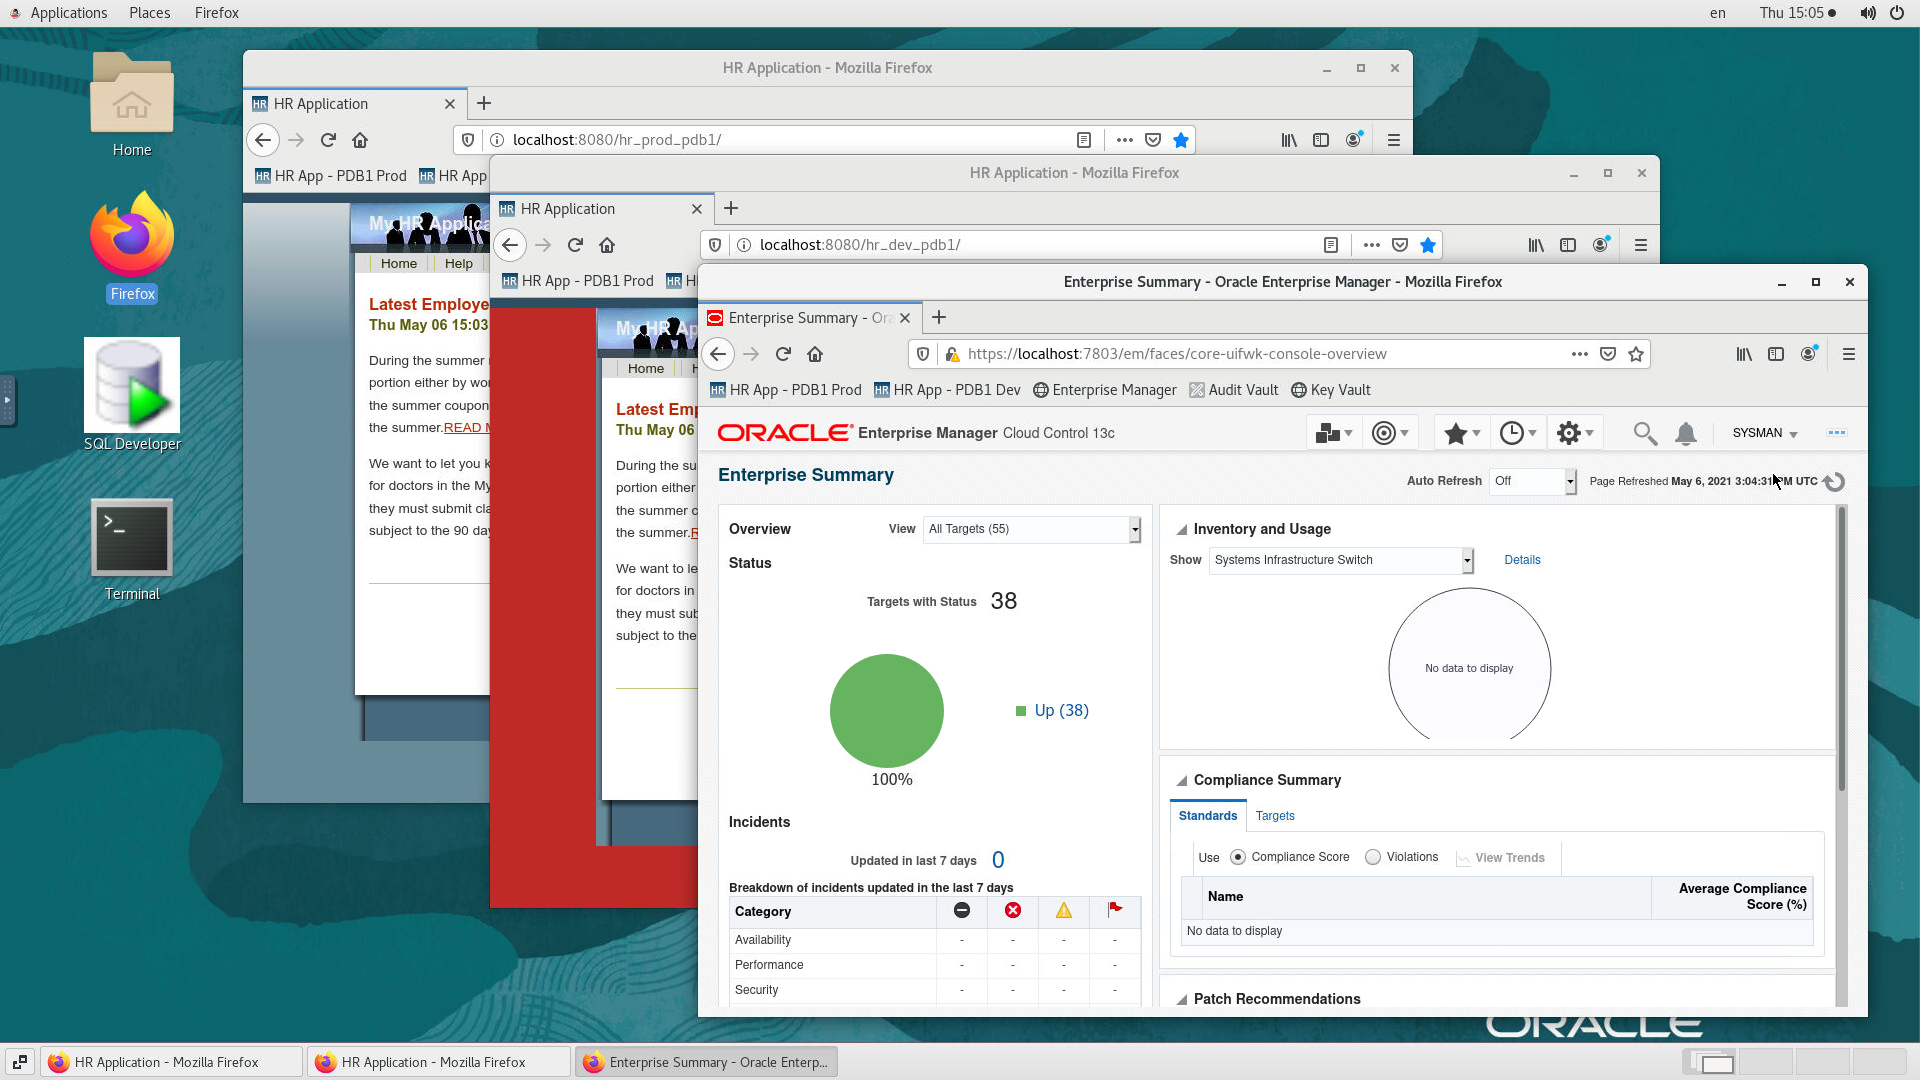 Applications Places Firefox en Thu 15:05
Home
Firefox
SQL Developer
Terminal
HR Application - Mozilla Firefox
HR HR Application
localhost:8080/hr_prod_pdb1/
HR HR App - PDB1 Prod HR HR App
My HR Applica
Home Help
Latest Employe
Thu May 06 15:03
During the summer
portion either by wor
the summer coupon
the summer.READ M
We want to let you k
for doctors in the My
they must submit cla
subject to the 90 day
HR Application - Mozilla Firefox
HR HR Application
localhost:8080/hr_dev_pdb1/
HR HR App - PDB1 Prod HR H
My HR Ap
Home H
Latest Emp
Thu May 06
During the su
portion either
the summer c
the summer.R
We want to le
for doctors in
they must sub
subject to the
Enterprise Summary - Oracle Enterprise Manager - Mozilla Firefox
Enterprise Summary - Ora
https://localhost:7803/em/faces/core-uifwk-console-overview
HR HR App - PDB1 Prod HR HR App - PDB1 Dev Enterprise Manager Audit Vault Key Vault
ORACLE Enterprise Manager Cloud Control 13c SYSMAN
Enterprise Summary
Auto Refresh Off Page Refreshed May 6, 2021 3:04:31 PM UTC
Overview View All Targets (55)
Status
Targets with Status 38
Up (38)
100%
Incidents
Updated in last 7 days 0
Breakdown of incidents updated in the last 7 days
Category
Availability - - - -
Performance - - - -
Security - - - -
Inventory and Usage
Show Systems Infrastructure Switch Details
No data to display
Compliance Summary
Standards Targets
Use Compliance Score Violations View Trends
Name Average Compliance
Score (%)
No data to display
Patch Recommendations
ORACLE
HR Application - Mozilla Firefox HR Application - Mozilla Firefox Enterprise Summary - Oracle Enterp...